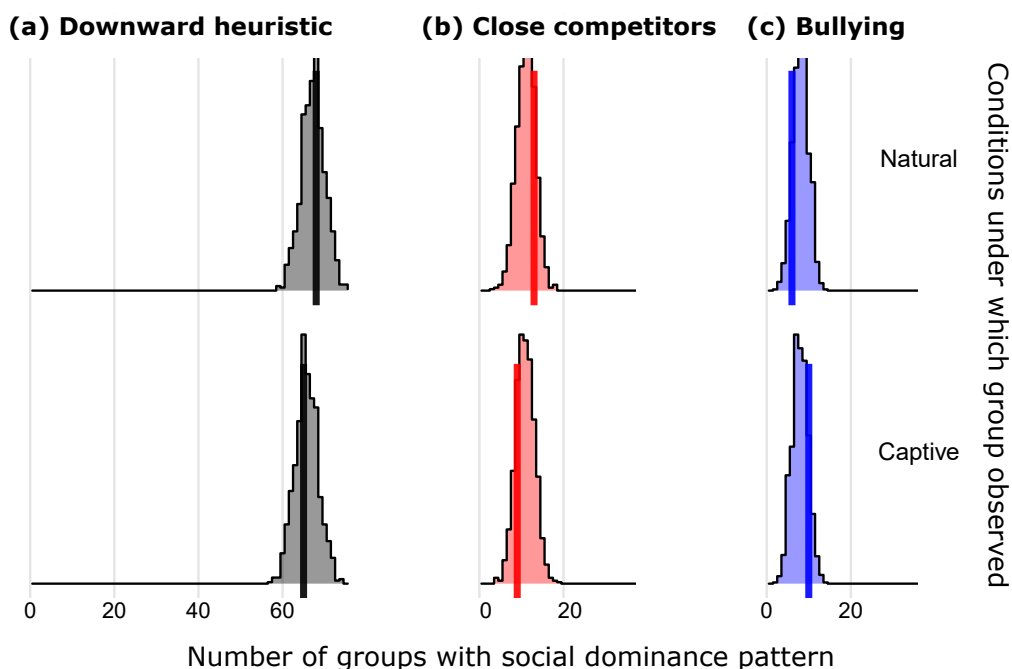 (a) Downward heuristic
(b) Close competitors
(c) Bullying
Natural
Captive
Conditions under which group observed
0 20 40 60
0 20
0 20
Number of groups with social dominance pattern